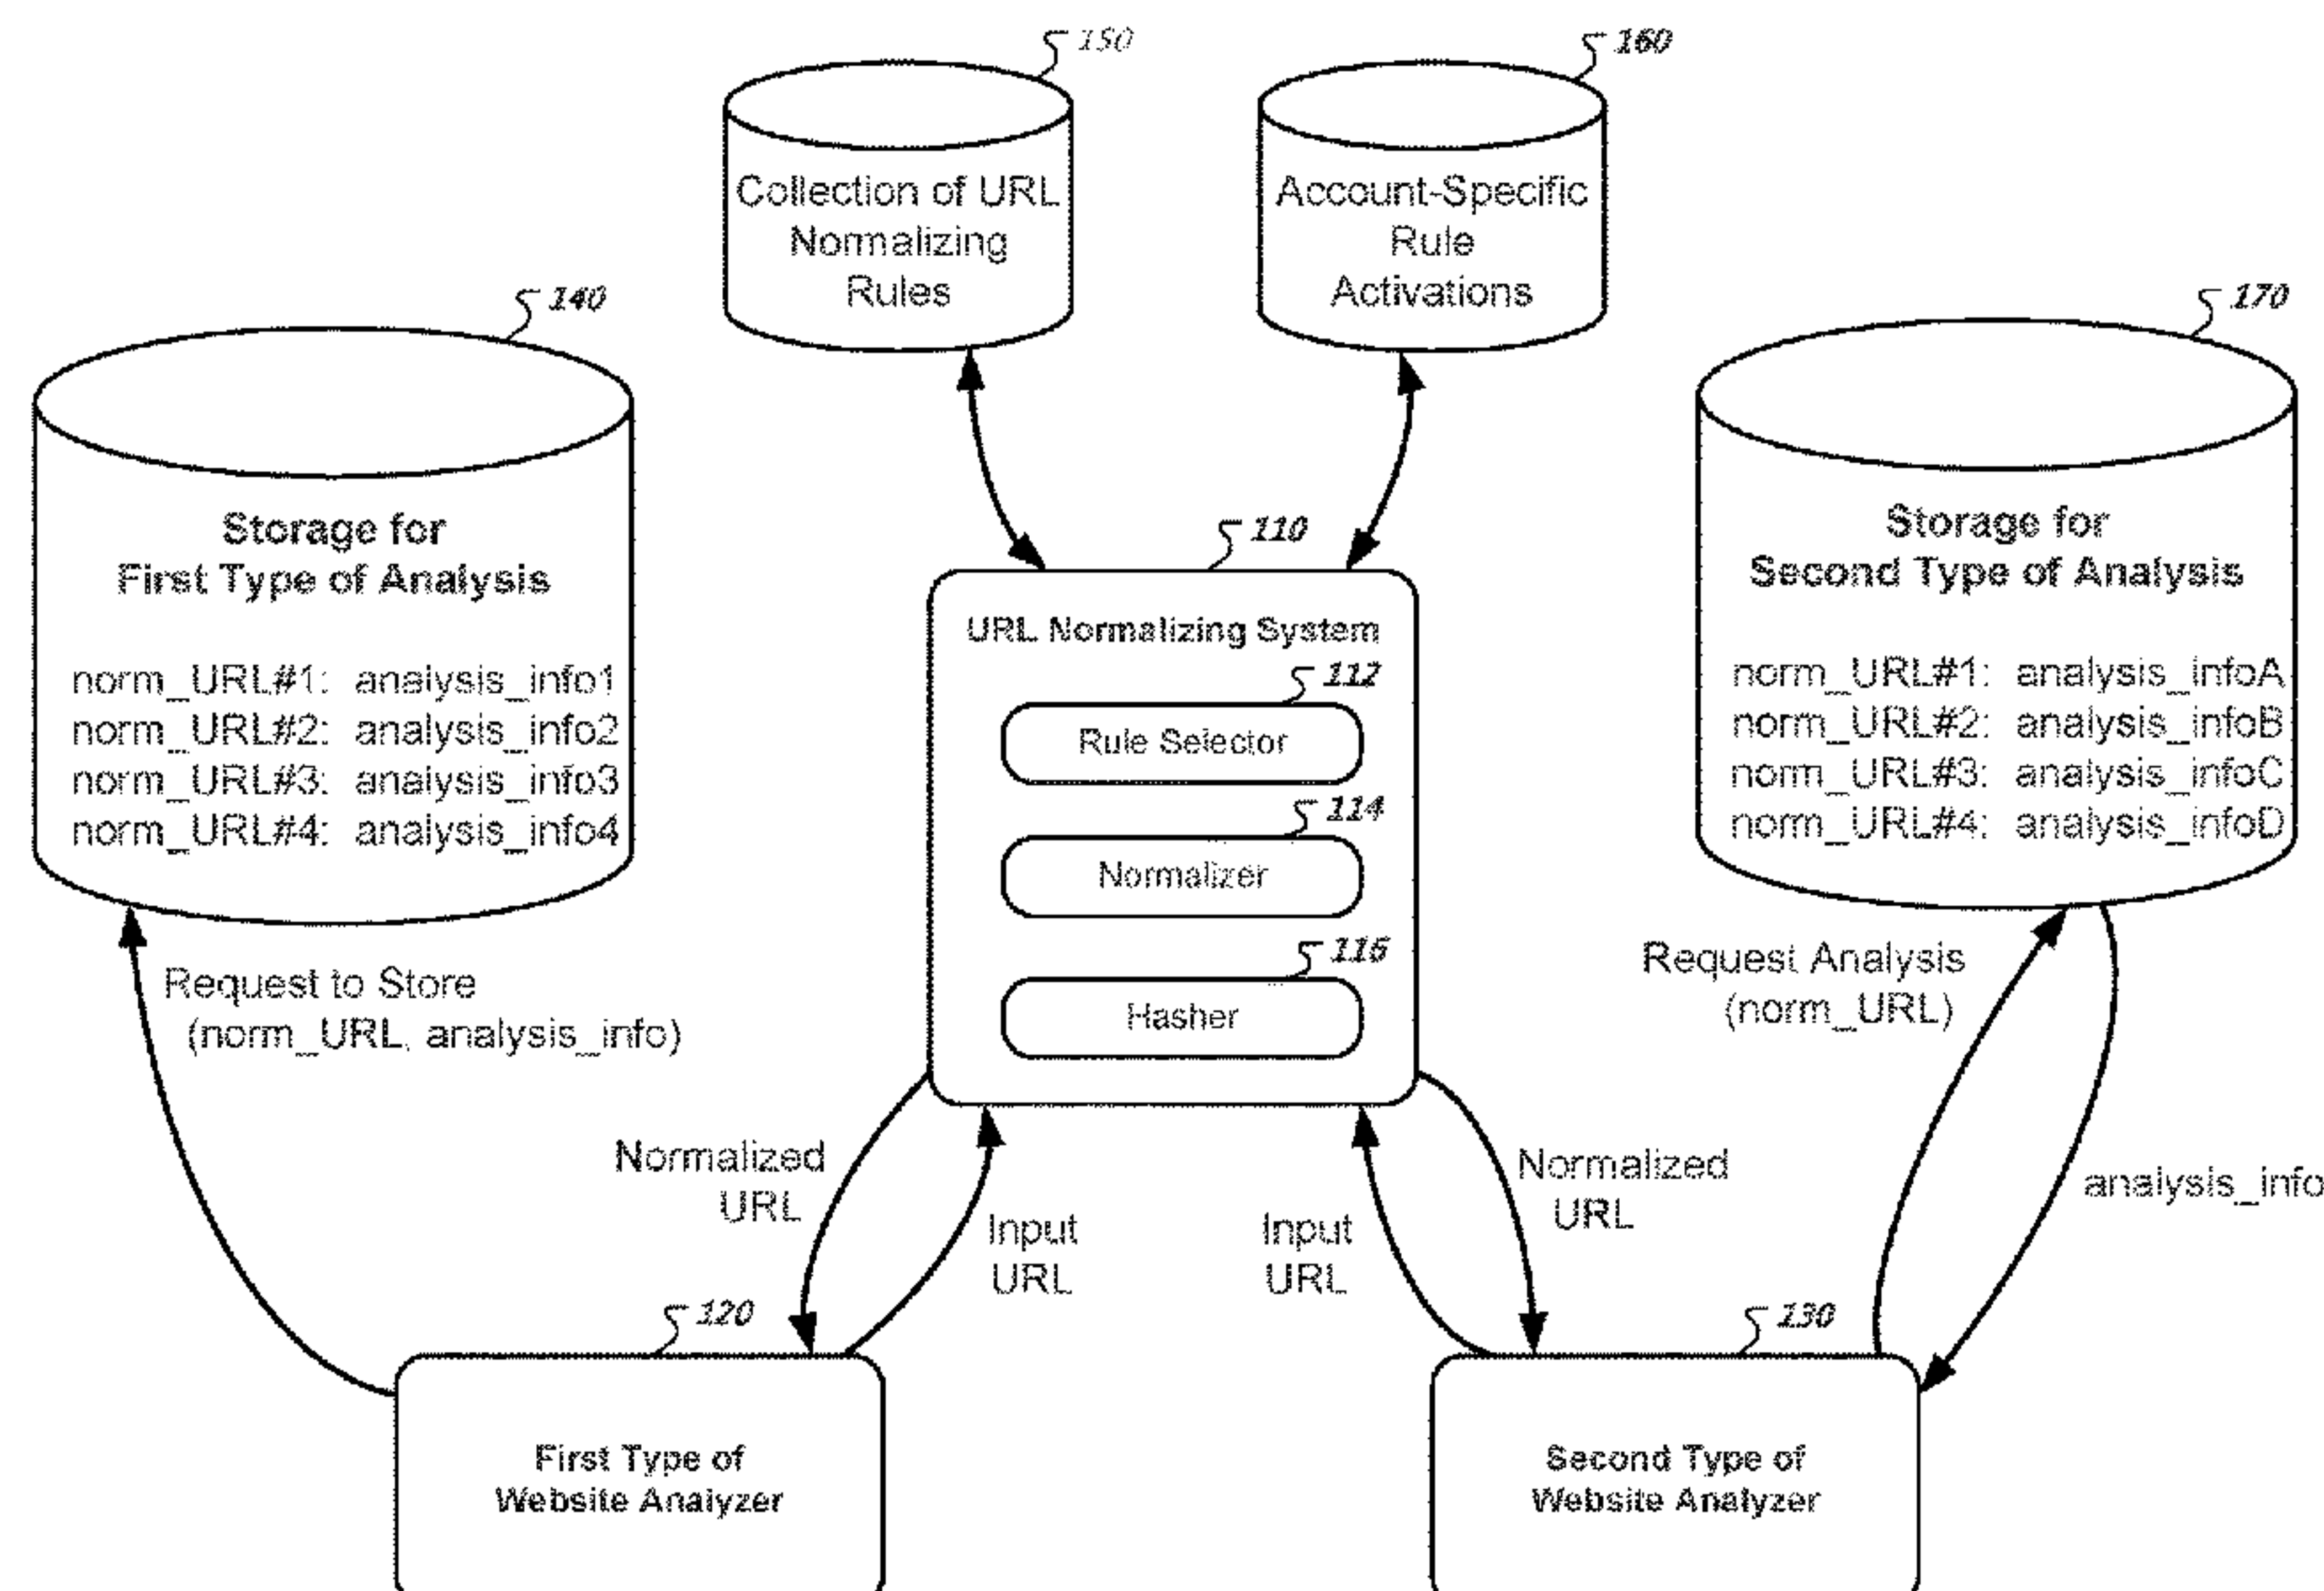 150
160
Collection of URL
Normalizing
Rules
Account-Specific
Rule
Activations
140
170
Storage for
First Type of Analysis
norm_URL#1: analysis_info1
norm_URL#2: analysis_info2
norm_URL#3: analysis_info3
norm_URL#4: analysis_info4
110
URL Normalizing System
112
Rule Selector
114
Normalizer
116
Hasher
Storage for
Second Type of Analysis
norm_URL#1: analysis_infoA
norm_URL#2: analysis_infoB
norm_URL#3: analysis_infoC
norm_URL#4: analysis_infoD
Request to Store
(norm_URL, analysis_info)
Request Analysis
(norm_URL)
Normalized
URL
Input
URL
Input
URL
Normalized
URL
analysis_info
120
First Type of
Website Analyzer
130
Second Type of
Website Analyzer